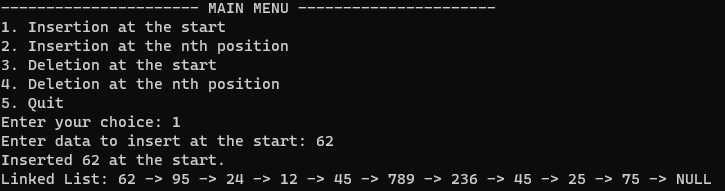 ---------------------- MAIN MENU ----------------------
1. Insertion at the start
2. Insertion at the nth position
3. Deletion at the start
4. Deletion at the nth position
5. Quit
Enter your choice: 1
Enter data to insert at the start: 62
Inserted 62 at the start.
Linked List: 62 -> 95 -> 24 -> 12 -> 45 -> 789 -> 236 -> 45 -> 25 -> 75 -> NULL